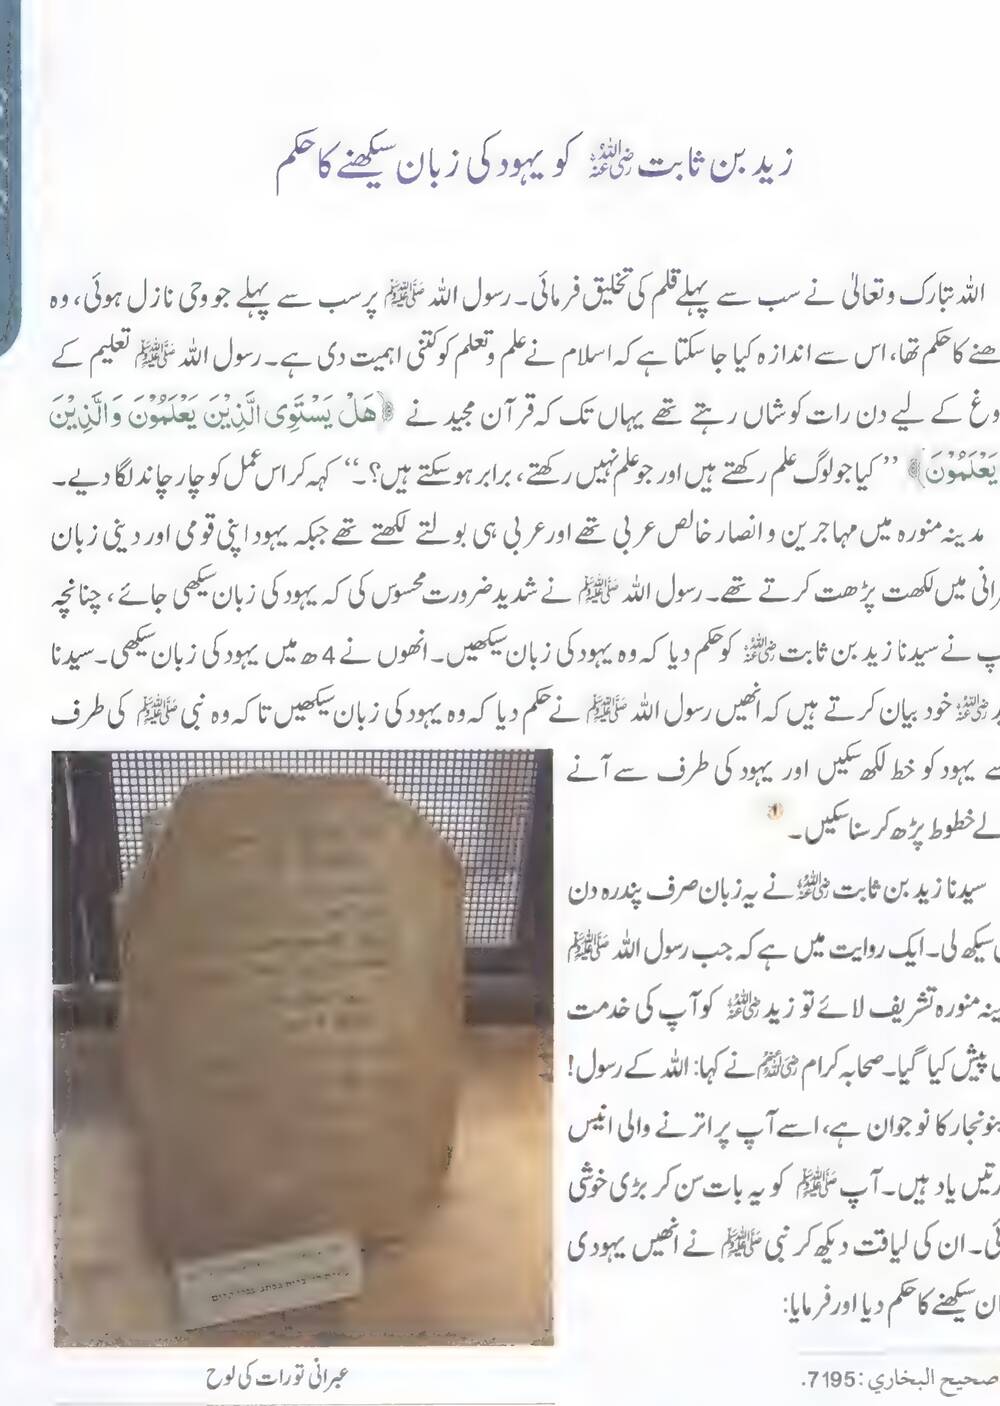 زید بن ثابت رضی اللہ عنہ کو یہود کی زبان سیکھنے کا حکم
اللہ تبارک وتعالیٰ نے سب سے پہلے قلم کی تخلیق فرمائی۔ رسول اللہ ﷺ پر سب سے پہلے جو وحی نازل ہوئی، وہ
ھنے کا حکم تھا، اس سے اندازہ کیا جا سکتا ہے کہ اسلام نے علم وتعلم کو کتنی اہمیت دی ہے۔ رسول اللہ ﷺ تعلیم کے
وغ کے لیے دن رات کوشاں رہتے تھے یہاں تک کہ قرآن مجید نے ﴿هَلْ يَسْتَوِی الَّذِيْنَ يَعْلَمُوْنَ وَالَّذِيْنَ
يَعْلَمُوْنَ﴾ ’’کیا جو لوگ علم رکھتے ہیں اور جو علم نہیں رکھتے، برابر ہو سکتے ہیں؟۔‘‘ کہہ کر اس عمل کو چار چاند لگا دیے۔
مدینہ منورہ میں مہاجرین و انصار خالص عربی تھے اور عربی ہی بولتے لکھتے تھے جبکہ یہود اپنی قومی اور دینی زبان
رانی میں لکھت پڑھت کرتے تھے۔ رسول اللہ ﷺ نے شدید ضرورت محسوس کی کہ یہود کی زبان سیکھی جائے، چنانچہ
پ نے سیدنا زید بن ثابت رضی اللہ عنہ کو حکم دیا کہ وہ یہود کی زبان سیکھیں۔ انھوں نے 4ھ میں یہود کی زبان سیکھی۔ سیدنا
ید رضی اللہ عنہ خود بیان کرتے ہیں کہ انھیں رسول اللہ ﷺ نے حکم دیا کہ وہ یہود کی زبان سیکھیں تاکہ وہ نبی ﷺ کی طرف
سے یہود کو خط لکھ سکیں اور یہود کی طرف سے آنے
لے خطوط پڑھ کر سنا سکیں۔
سیدنا زید بن ثابت رضی اللہ عنہ نے یہ زبان صرف پندرہ دن
ں سیکھ لی۔ ایک روایت میں ہے کہ جب رسول اللہ ﷺ
ینہ منورہ تشریف لائے تو زید رضی اللہ عنہ کو آپ کی خدمت
ں پیش کیا گیا۔ صحابہ کرام رضی اللہ عنہم نے کہا: اللہ کے رسول!
بنو نجار کا نوجوان ہے، اسے آپ پر اترنے والی انیس
رتیں یاد ہیں۔ آپ ﷺ کو یہ بات سن کر بڑی خوشی
ئی۔ ان کی لیاقت دیکھ کر نبی ﷺ نے انھیں یہودی
ان سیکھنے کا حکم دیا اور فرمایا:
عبرانی تورات کی لوح
صحيح البخاري: 7195.